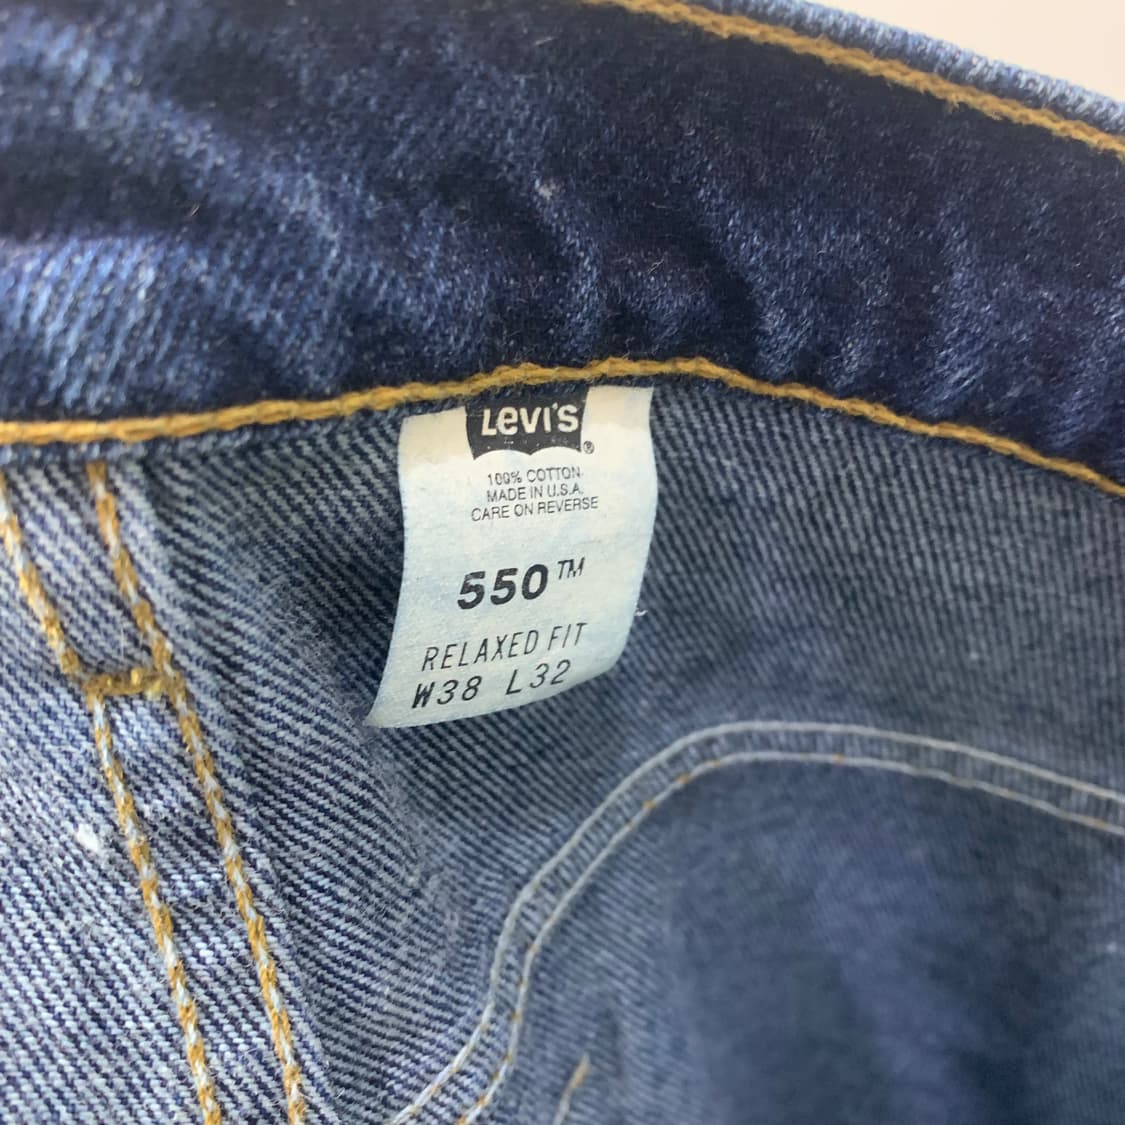 Levi's®
100% COTTON
MADE IN U.S.A.
CARE ON REVERSE
550™
RELAXED FIT
W38 L32